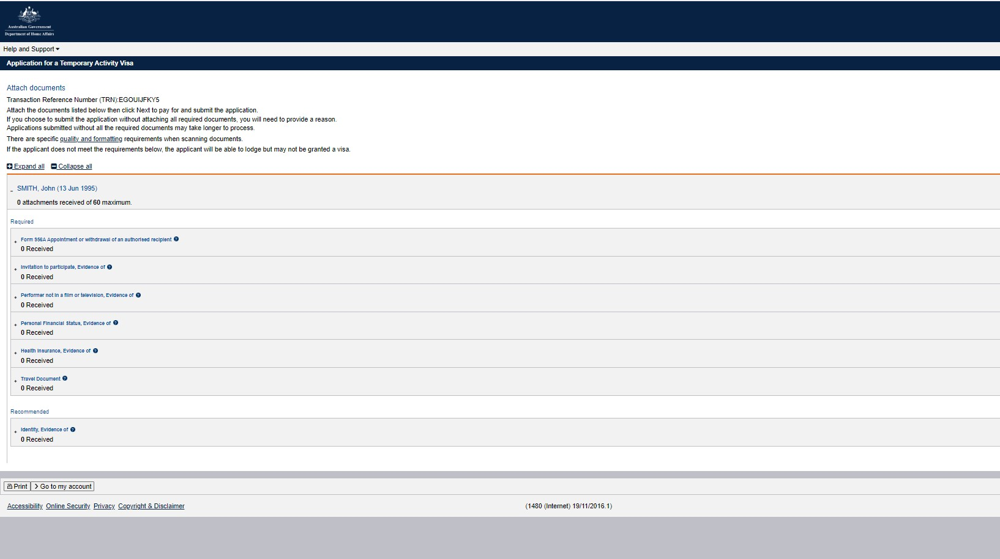 Australian Government
Department of Home Affairs
Help and Support
Application for a Temporary Activity Visa
Attach documents
Transaction Reference Number (TRN):EGOUIJFKY5
Attach the documents listed below then click Next to pay for and submit the application.
If you choose to submit the application without attaching all required documents, you will need to provide a reason.
Applications submitted without all the required documents may take longer to process.
There are specific quality and formatting requirements when scanning documents.
If the applicant does not meet the requirements below, the applicant will be able to lodge but may not be granted a visa.
Expand all Collapse all
SMITH, John (13 Jun 1995)
0 attachments received of 60 maximum.
Required
Form 956A Appointment or withdrawal of an authorised recipient
0 Received
Invitation to participate, Evidence of
0 Received
Performer not in a film or television, Evidence of
0 Received
Personal Financial Status, Evidence of
0 Received
Health Insurance, Evidence of
0 Received
Travel Document
0 Received
Recommended
Identity, Evidence of
0 Received
Print Go to my account
Accessibility Online Security Privacy Copyright & Disclaimer (1480 (Internet) 19/11/2016.1)